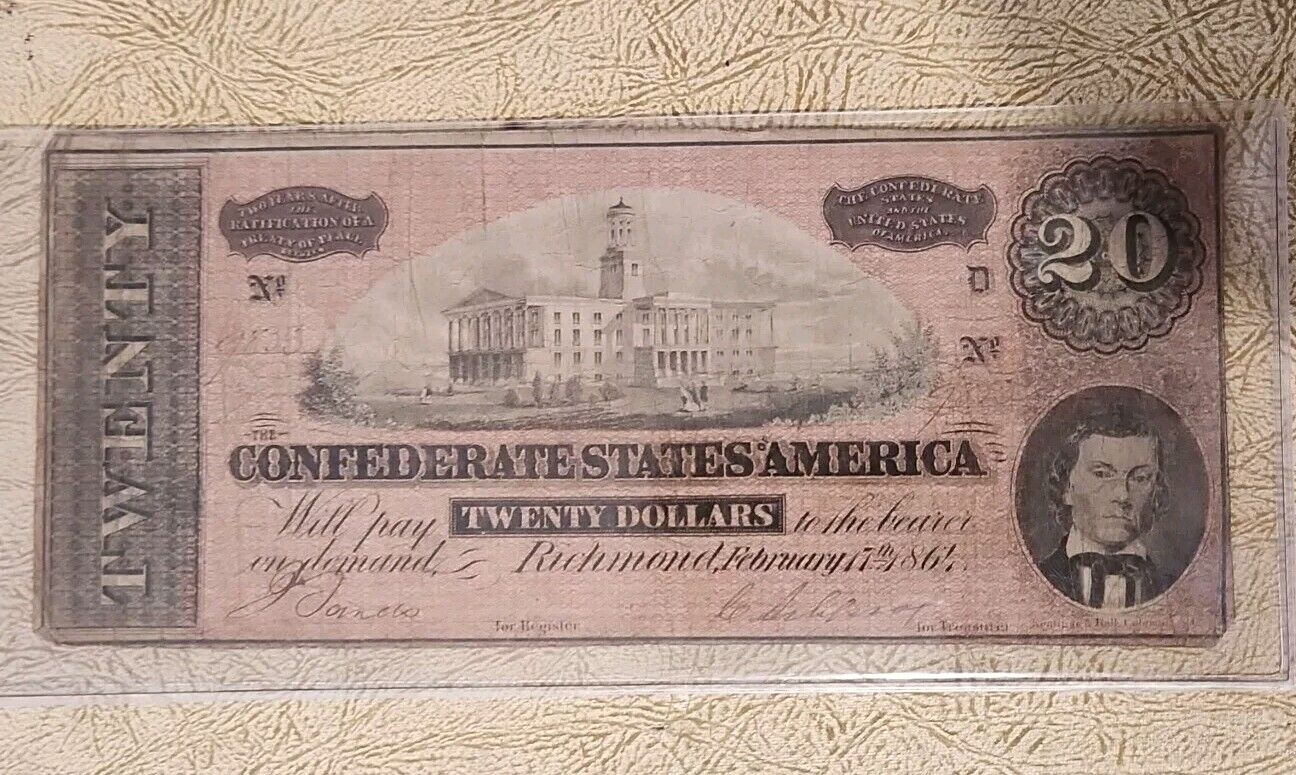 TWENTY
TWO YEARS AFTER
THE
RATIFICATION OF A
TREATY OF PEACE
THE CONFEDERATE
STATES
AND THE
UNITED STATES
OF AMERICA.
20
Nº
D
Nº
THE
CONFEDERATE STATES OF AMERICA
Will pay TWENTY DOLLARS to the bearer
on demand, Richmond, February 17th 1864.
for Register
for Treasurer
Keatinge & Ball